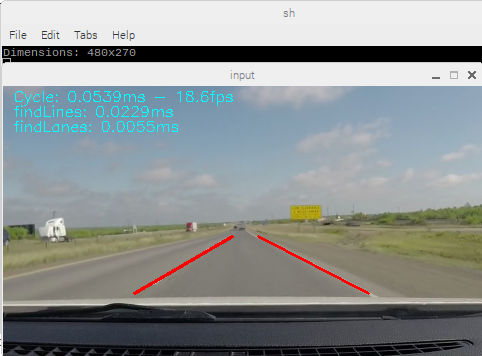 sh
File Edit Tabs Help
Dimensions: 480x270
input
Cycle: 0.0539ms - 18.6fps
findLines: 0.0229ms
findLanes: 0.0055ms